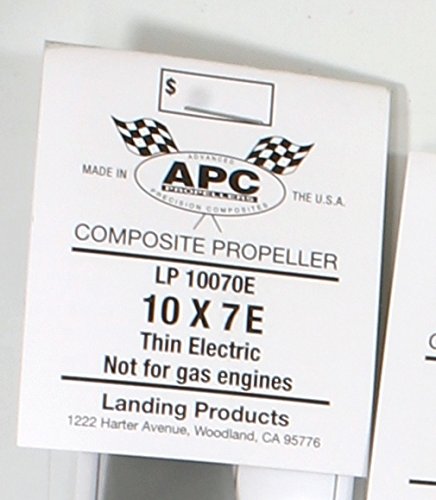 $
ADVANCED
MADE IN APC THE U.S.A.
PROPELLERS
PRECISION COMPOSITES
COMPOSITE PROPELLER
LP 10070E
10 X 7E
Thin Electric
Not for gas engines
Landing Products
1222 Harter Avenue, Woodland, CA 95776